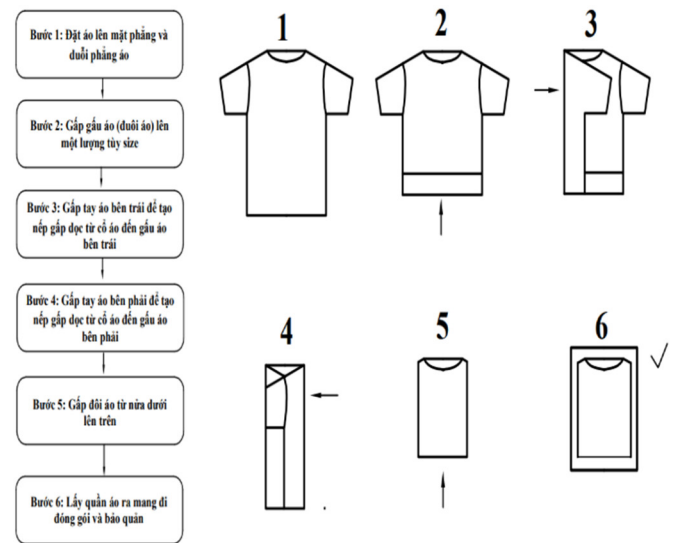 Bước 1: Đặt áo lên mặt phẳng và
duỗi phẳng áo
Bước 2: Gấp gấu áo (đuôi áo) lên
một lượng tùy size
Bước 3: Gấp tay áo bên trái để tạo
nếp gấp dọc từ cổ áo đến gấu áo
bên trái
Bước 4: Gấp tay áo bên phải để tạo
nếp gấp dọc từ cổ áo đến gấu áo
bên phải
Bước 5: Gấp đôi áo từ nửa dưới
lên trên
Bước 6: Lấy quần áo ra mang đi
đóng gói và bảo quản
1
2
3
4
5
6